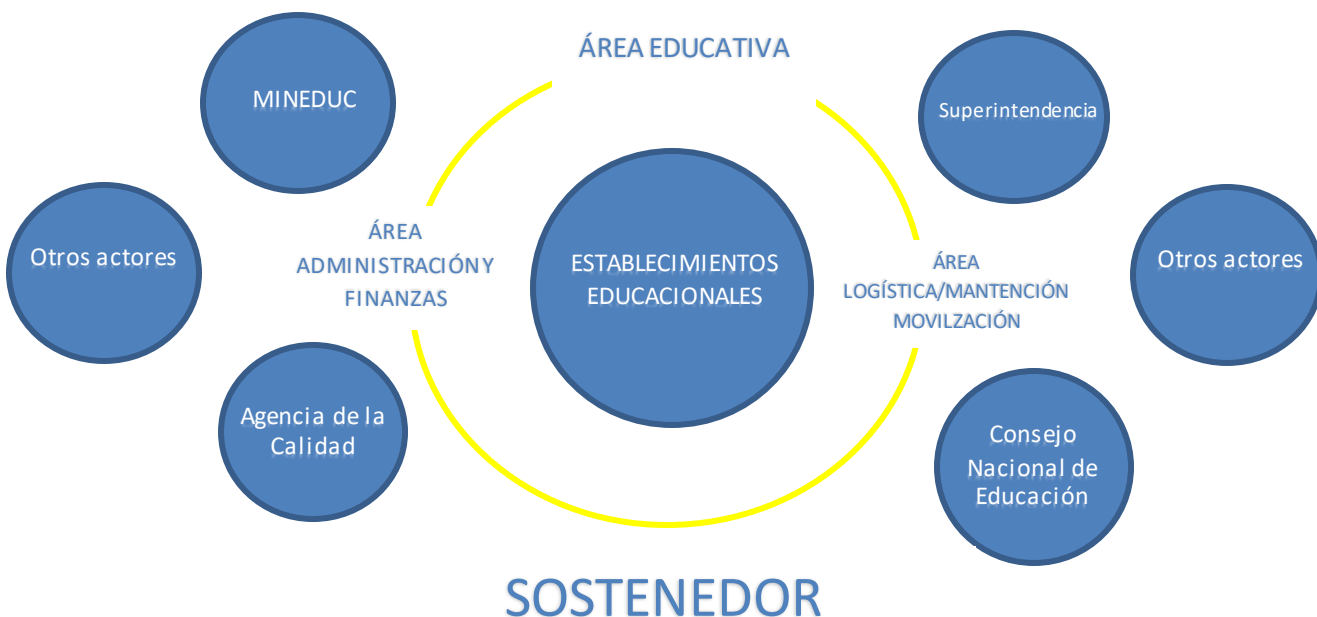 ÁREA EDUCATIVA
MINEDUC
Superintendencia
Otros actores
ÁREA
ADMINISTRACIÓN Y
FINANZAS
ESTABLECIMIENTOS
EDUCACIONALES
ÁREA
LOGÍSTICA/MANTENCIÓN
MOVILZACIÓN
Otros actores
Agencia de la
Calidad
Consejo
Nacional de
Educación
SOSTENEDOR